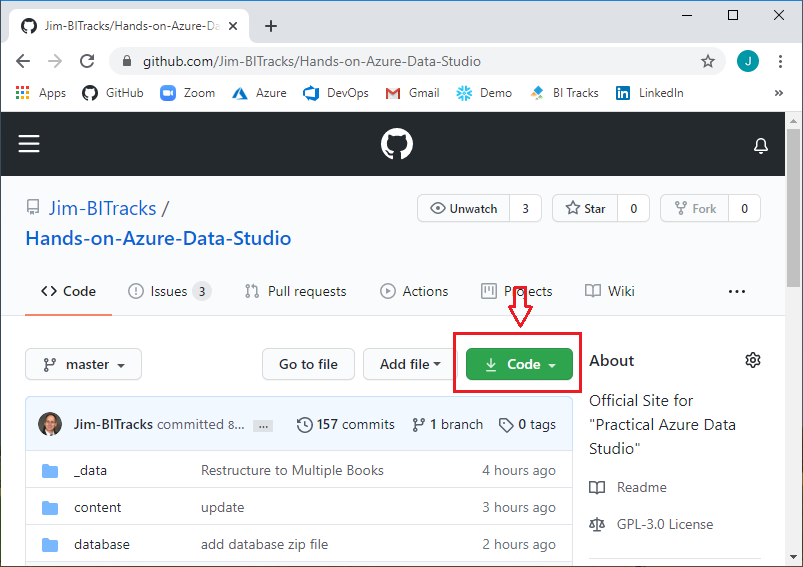 Jim-BITracks/Hands-on-Azure-Da
github.com/Jim-BITracks/Hands-on-Azure-Data-Studio
J
Apps GitHub Zoom Azure DevOps Gmail Demo BI Tracks LinkedIn »
Jim-BITracks /
Unwatch 3 Star 0 Fork 0
Hands-on-Azure-Data-Studio
<> Code Issues 3 Pull requests Actions Projects Wiki ...
master Go to file Add file Code About
Official Site for
"Practical Azure Data
Studio"
Jim-BITracks committed 8... ... 157 commits 1 branch 0 tags
_data Restructure to Multiple Books 4 hours ago
Readme
content update 3 hours ago
GPL-3.0 License
database add database zip file 2 hours ago